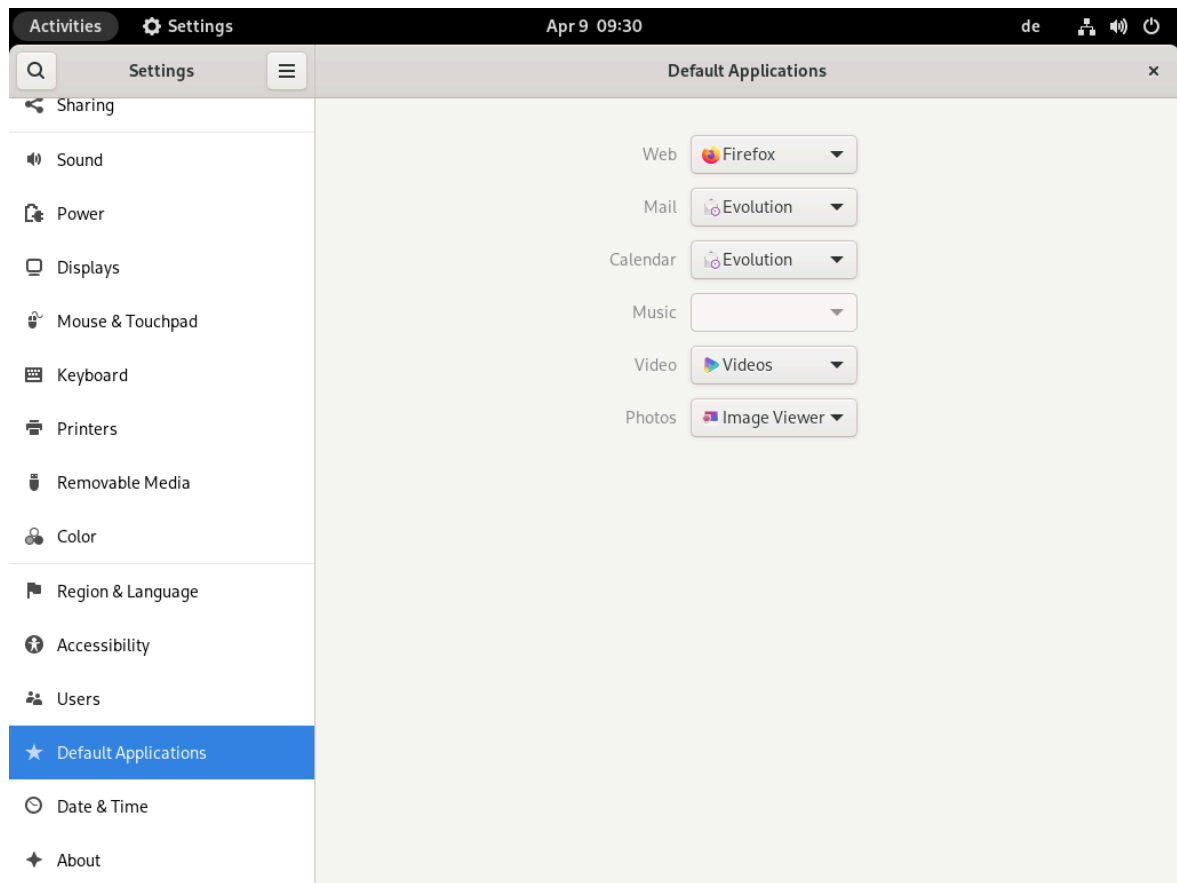 Activities Settings Apr 9 09:30 de
Settings Default Applications
Sharing
Sound
Power
Displays
Mouse & Touchpad
Keyboard
Printers
Removable Media
Color
Region & Language
Accessibility
Users
Default Applications
Date & Time
About
Web Firefox
Mail Evolution
Calendar Evolution
Music
Video Videos
Photos Image Viewer